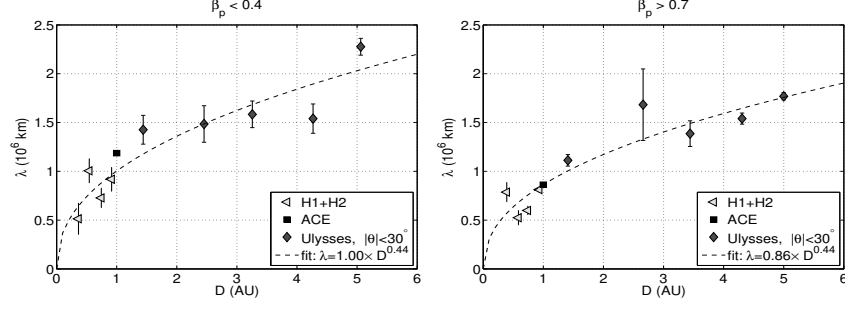 β_p < 0.4
2.5
2
1.5
1
0.5
0
λ (10^6 km)
0 1 2 3 4 5 6
D (AU)
H1+H2
ACE
Ulysses, |θ|<30°
fit: λ=1.00× D^0.44
β_p > 0.7
2.5
2
1.5
1
0.5
0
λ (10^6 km)
0 1 2 3 4 5 6
D (AU)
H1+H2
ACE
Ulysses, |θ|<30°
fit: λ=0.86× D^0.44